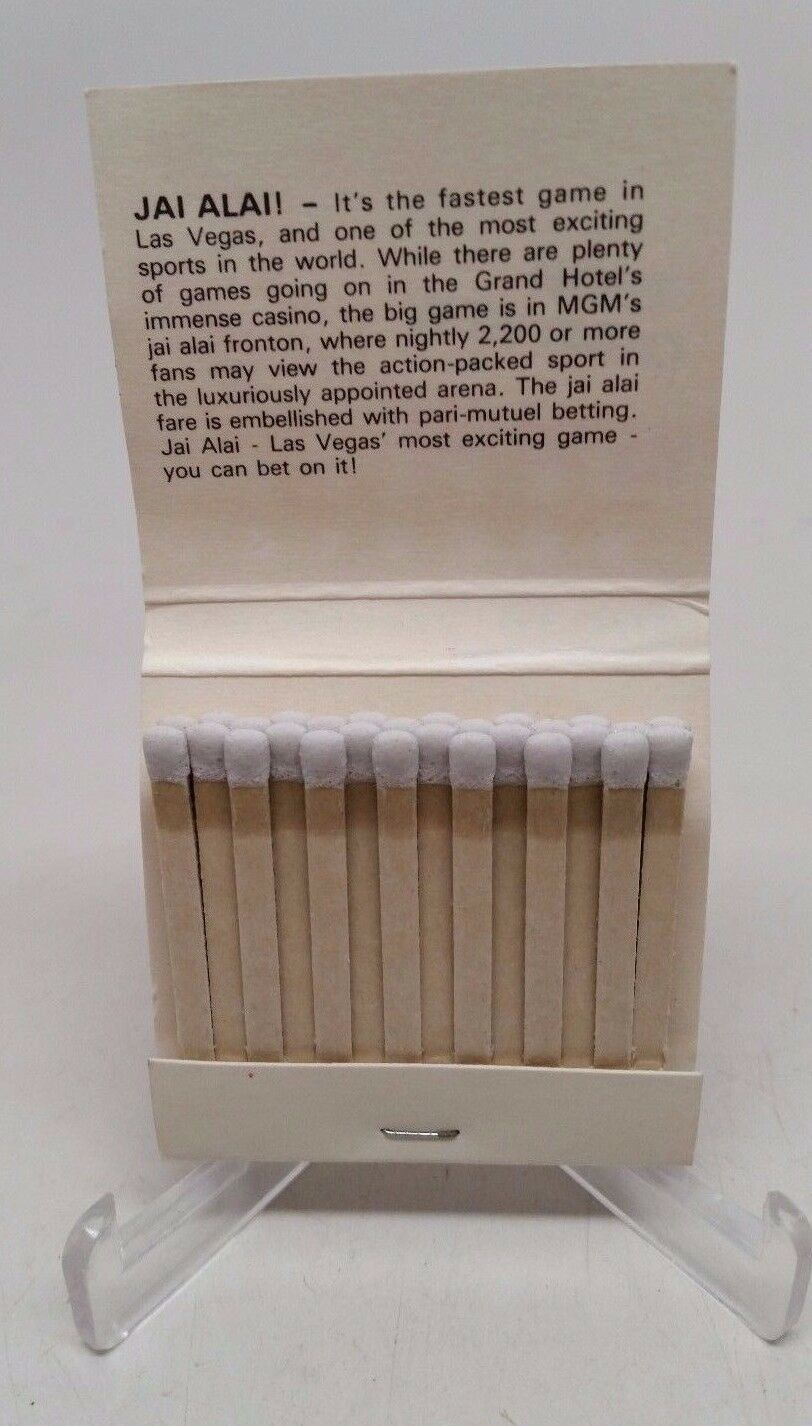 JAI ALAI! – It's the fastest game in
Las Vegas, and one of the most exciting
sports in the world. While there are plenty
of games going on in the Grand Hotel's
immense casino, the big game is in MGM's
jai alai fronton, where nightly 2,200 or more
fans may view the action-packed sport in
the luxuriously appointed arena. The jai alai
fare is embellished with pari-mutuel betting.
Jai Alai - Las Vegas' most exciting game -
you can bet on it!